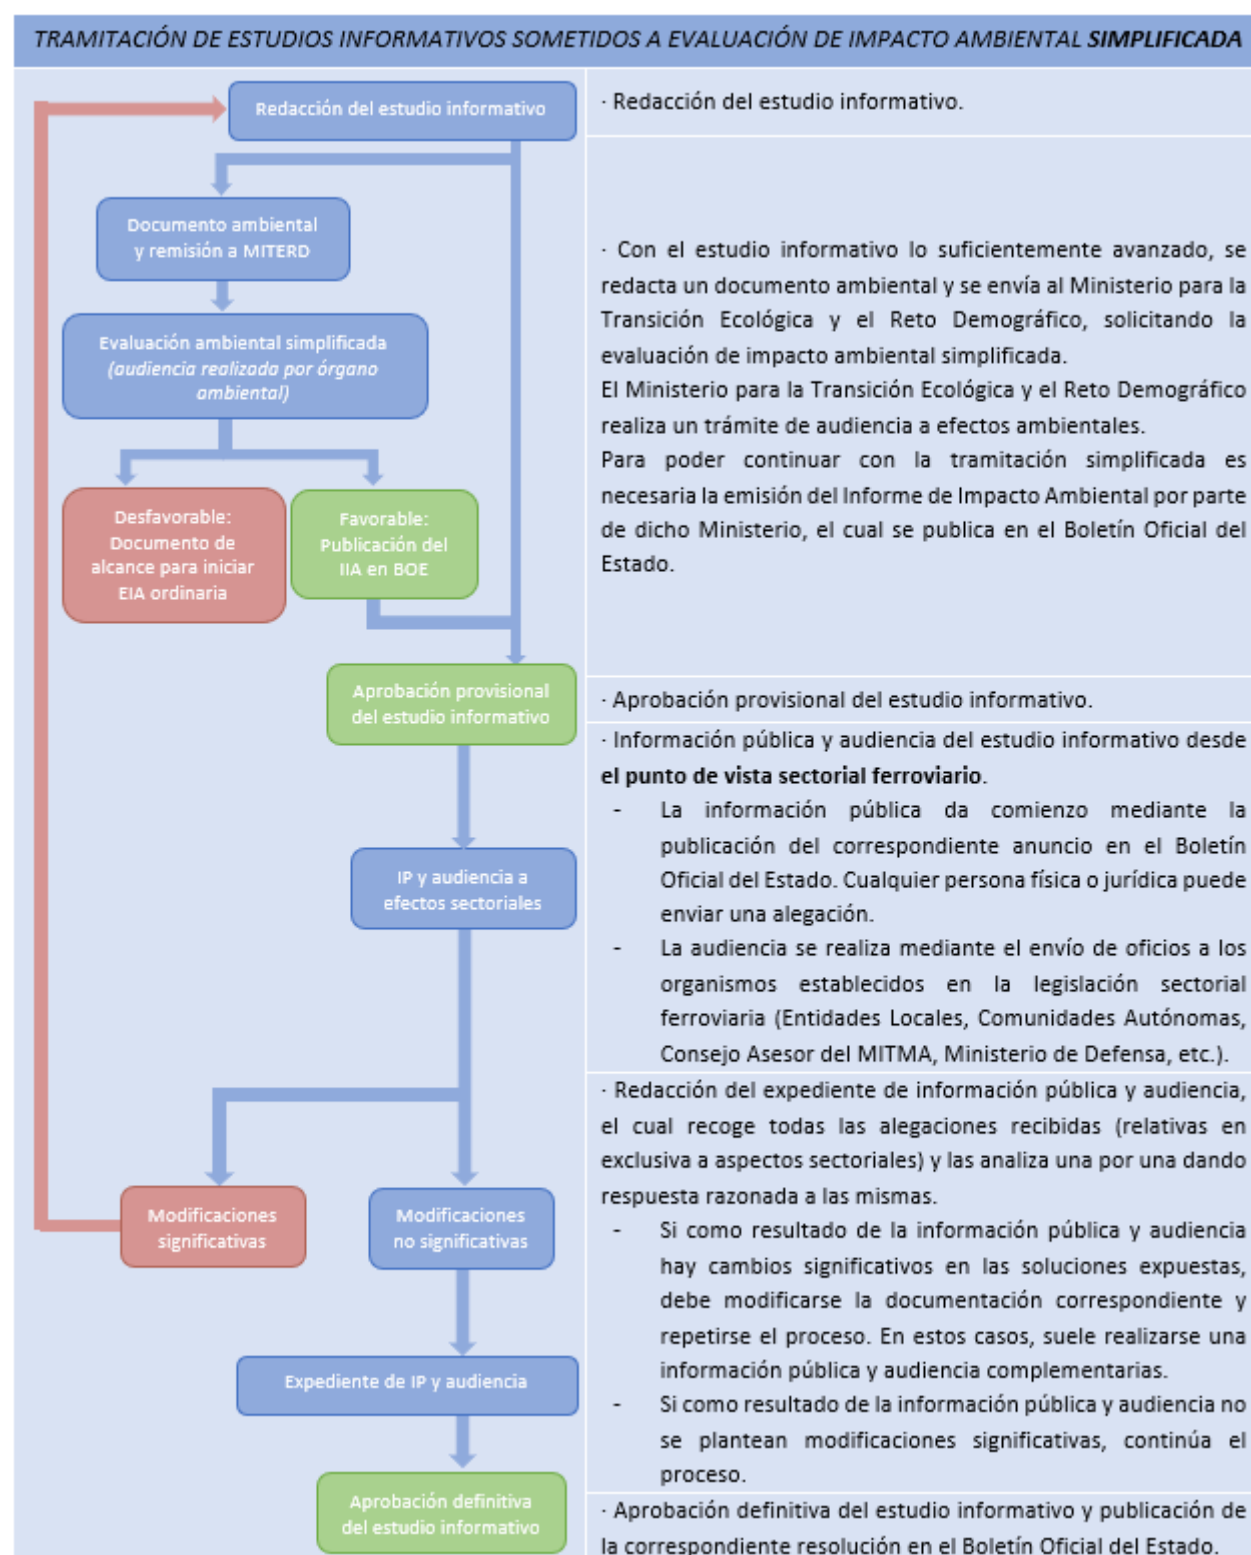 TRAMITACIÓN DE ESTUDIOS INFORMATIVOS SOMETIDOS A EVALUACIÓN DE IMPACTO AMBIENTAL SIMPLIFICADA
Redacción del estudio informativo
Documento ambiental
y remisión a MITERD
Evaluación ambiental simplificada
(audiencia realizada por órgano
ambiental)
Desfavorable:
Documento de
alcance para iniciar
EIA ordinaria
Favorable:
Publicación del
IIA en BOE
Aprobación provisional
del estudio informativo
IP y audiencia a
efectos sectoriales
Modificaciones
significativas
Modificaciones
no significativas
Expediente de IP y audiencia
Aprobación definitiva
del estudio informativo
· Redacción del estudio informativo.
· Con el estudio informativo lo suficientemente avanzado, se
redacta un documento ambiental y se envía al Ministerio para la
Transición Ecológica y el Reto Demográfico, solicitando la
evaluación de impacto ambiental simplificada.
El Ministerio para la Transición Ecológica y el Reto Demográfico
realiza un trámite de audiencia a efectos ambientales.
Para poder continuar con la tramitación simplificada es
necesaria la emisión del Informe de Impacto Ambiental por parte
de dicho Ministerio, el cual se publica en el Boletín Oficial del
Estado.
· Aprobación provisional del estudio informativo.
· Información pública y audiencia del estudio informativo desde
el punto de vista sectorial ferroviario.
- La información pública da comienzo mediante la
publicación del correspondiente anuncio en el Boletín
Oficial del Estado. Cualquier persona física o jurídica puede
enviar una alegación.
- La audiencia se realiza mediante el envío de oficios a los
organismos establecidos en la legislación sectorial
ferroviaria (Entidades Locales, Comunidades Autónomas,
Consejo Asesor del MITMA, Ministerio de Defensa, etc.).
· Redacción del expediente de información pública y audiencia,
el cual recoge todas las alegaciones recibidas (relativas en
exclusiva a aspectos sectoriales) y las analiza una por una dando
respuesta razonada a las mismas.
- Si como resultado de la información pública y audiencia
hay cambios significativos en las soluciones expuestas,
debe modificarse la documentación correspondiente y
repetirse el proceso. En estos casos, suele realizarse una
información pública y audiencia complementarias.
- Si como resultado de la información pública y audiencia no
se plantean modificaciones significativas, continúa el
proceso.
· Aprobación definitiva del estudio informativo y publicación de
la correspondiente resolución en el Boletín Oficial del Estado.